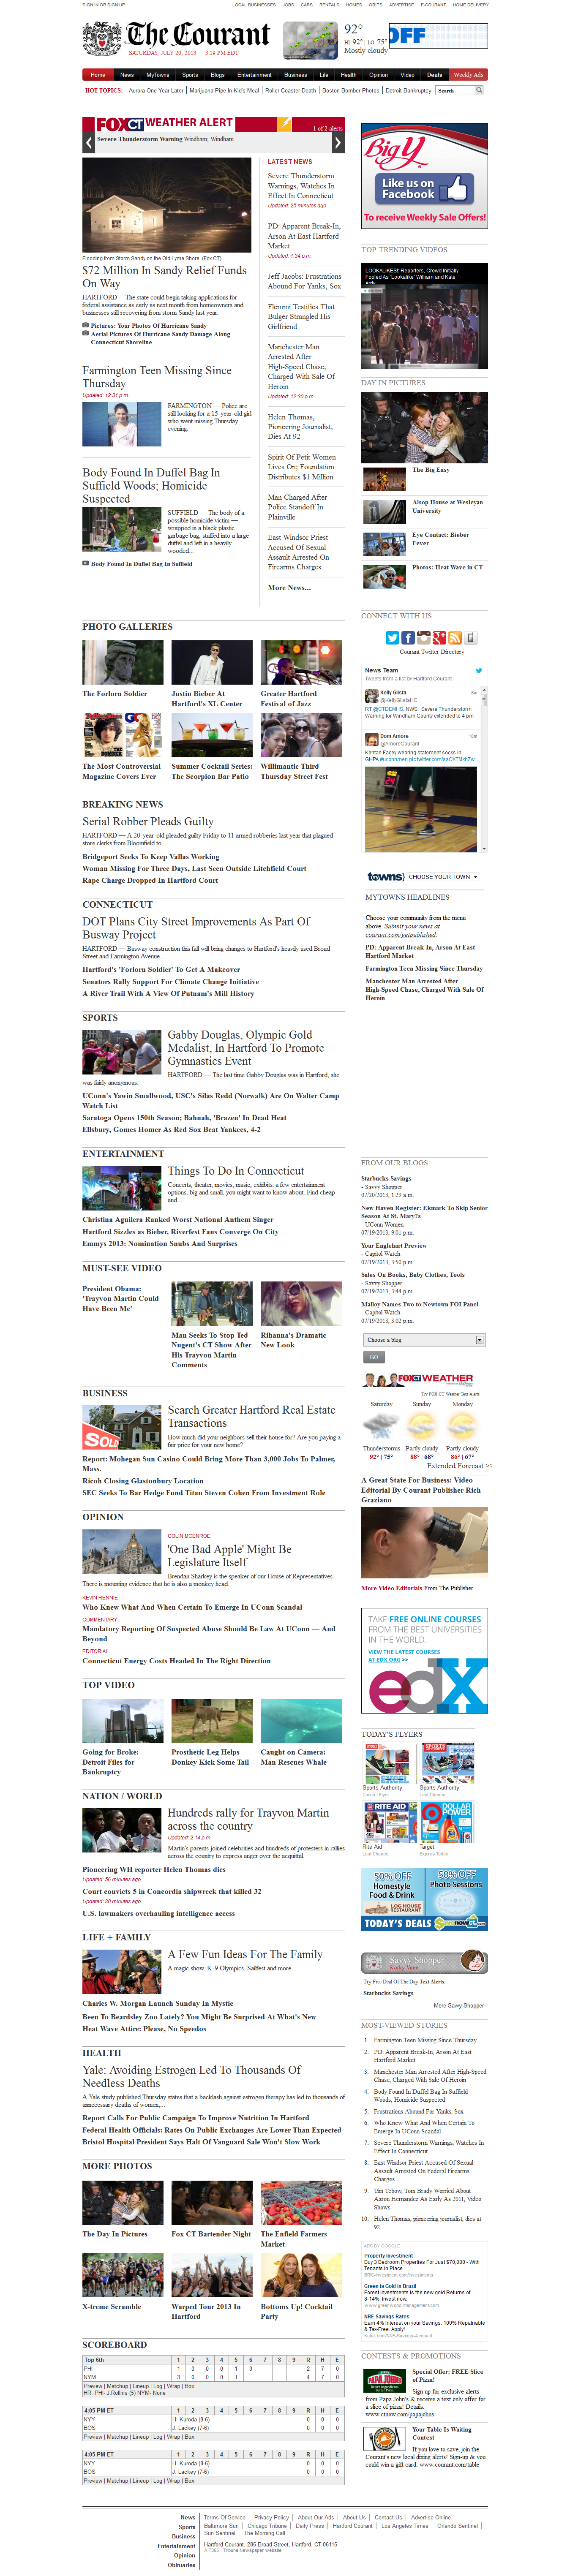 SIGN IN OR SIGN UP
LOCAL BUSINESSES JOBS CARS RENTALS HOMES OBITS ADVERTISE E-COURANT HOME DELIVERY
The Courant
SATURDAY, JULY 20, 2013 | 3:19 PM EDT
92°
HI 92° | LO 75°
Mostly cloudy
OFF
Home News MyTowns Sports Blogs Entertainment Business Life Health Opinion Video Deals Weekly Ads
HOT TOPICS: Aurora One Year Later | Marijuana Pipe In Kid's Meal | Roller Coaster Death | Boston Bomber Photos | Detroit Bankruptcy
Search
FOX CT WEATHER ALERT
1 of 2 alerts
Severe Thunderstorm Warning Windham; Windham
Flooding from Storm Sandy on the Old Lyme Shore. (Fox CT)
$72 Million In Sandy Relief Funds
On Way
HARTFORD -- The state could begin taking applications for
federal assistance as early as next month from homeowners and
businesses still recovering from storm Sandy last year.
Pictures: Your Photos Of Hurricane Sandy
Aerial Pictures Of Hurricane Sandy Damage Along
Connecticut Shoreline
Farmington Teen Missing Since
Thursday
Updated: 12:31 p.m.
FARMINGTON — Police are
still looking for a 15-year-old girl
who went missing Thursday
evening.
Body Found In Duffel Bag In
Suffield Woods; Homicide
Suspected
SUFFIELD — The body of a
possible homicide victim —
wrapped in a black plastic
garbage bag, stuffed into a large
duffel and left in a heavily
wooded...
Body Found In Duffel Bag In Suffield
LATEST NEWS
Severe Thunderstorm
Warnings, Watches In
Effect In Connecticut
Updated: 25 minutes ago
PD: Apparent Break-In,
Arson At East Hartford
Market
Updated: 1:34 p.m.
Jeff Jacobs: Frustrations
Abound For Yanks, Sox
Flemmi Testifies That
Bulger Strangled His
Girlfriend
Manchester Man
Arrested After
High-Speed Chase,
Charged With Sale Of
Heroin
Updated: 12:30 p.m.
Helen Thomas,
Pioneering Journalist,
Dies At 92
Spirit Of Petit Women
Lives On; Foundation
Distributes $1 Million
Man Charged After
Police Standoff In
Plainville
East Windsor Priest
Accused Of Sexual
Assault Arrested On
Firearms Charges
More News...
PHOTO GALLERIES
The Forlorn Soldier
Justin Bieber At
Hartford's XL Center
Greater Hartford
Festival of Jazz
The Most Controversial
Magazine Covers Ever
Summer Cocktail Series:
The Scorpion Bar Patio
Willimantic Third
Thursday Street Fest
BREAKING NEWS
Serial Robber Pleads Guilty
HARTFORD — A 20-year-old pleaded guilty Friday to 11 armed robberies last year that plagued
store clerks from Bloomfield to...
Bridgeport Seeks To Keep Vallas Working
Woman Missing For Three Days, Last Seen Outside Litchfield Court
Rape Charge Dropped In Hartford Court
CONNECTICUT
DOT Plans City Street Improvements As Part Of
Busway Project
HARTFORD — Busway construction this fall will bring changes to Hartford's heavily used Broad
Street and Farmington Avenue...
Hartford's 'Forlorn Soldier' To Get A Makeover
Senators Rally Support For Climate Change Initiative
A River Trail With A View Of Putnam's Mill History
SPORTS
Gabby Douglas, Olympic Gold
Medalist, In Hartford To Promote
Gymnastics Event
HARTFORD — The last time Gabby Douglas was in Hartford, she
was fairly anonymous.
UConn's Yawin Smallwood, USC's Silas Redd (Norwalk) Are On Walter Camp
Watch List
Saratoga Opens 150th Season; Bahnah, 'Brazen' In Dead Heat
Ellsbury, Gomes Homer As Red Sox Beat Yankees, 4-2
ENTERTAINMENT
Things To Do In Connecticut
Concerts, theater, movies, music, exhibits: a few entertainment
options, big and small, you might want to know about. Find cheap
and...
Christina Aguilera Ranked Worst National Anthem Singer
Hartford Sizzles as Bieber, Riverfest Fans Converge On City
Emmys 2013: Nomination Snubs And Surprises
MUST-SEE VIDEO
President Obama:
'Trayvon Martin Could
Have Been Me'
Man Seeks To Stop Ted
Nugent's CT Show After
His Trayvon Martin
Comments
Rihanna's Dramatic
New Look
BUSINESS
Search Greater Hartford Real Estate
Transactions
How much did your neighbors sell their house for? Are you paying a
fair price for your new home?
Report: Mohegan Sun Casino Could Bring More Than 3,000 Jobs To Palmer,
Mass.
Ricoh Closing Glastonbury Location
SEC Seeks To Bar Hedge Fund Titan Steven Cohen From Investment Role
OPINION
COLIN MCENROE
'One Bad Apple' Might Be
Legislature Itself
Brendan Sharkey is the speaker of our House of Representatives.
There is mounting evidence that he is also a monkey head.
KEVIN RENNIE
Who Knew What And When Certain To Emerge In UConn Scandal
COMMENTARY
Mandatory Reporting Of Suspected Abuse Should Be Law At UConn — And
Beyond
EDITORIAL
Connecticut Energy Costs Headed In The Right Direction
TOP VIDEO
Going for Broke:
Detroit Files for
Bankruptcy
Prosthetic Leg Helps
Donkey Kick Some Tail
Caught on Camera:
Man Rescues Whale
NATION / WORLD
Hundreds rally for Trayvon Martin
across the country
Updated: 2:14 p.m.
Martin's parents joined celebrities and hundreds of protesters in rallies
across the country to express anger over the acquittal.
Pioneering WH reporter Helen Thomas dies
Updated: 56 minutes ago
Court convicts 5 in Concordia shipwreck that killed 32
Updated: 36 minutes ago
U.S. lawmakers overhauling intelligence access
LIFE + FAMILY
A Few Fun Ideas For The Family
A magic show, K-9 Olympics, Sailfest and more.
Charles W. Morgan Launch Sunday In Mystic
Been To Beardsley Zoo Lately? You Might Be Surprised At What's New
Heat Wave Attire: Please, No Speedos
HEALTH
Yale: Avoiding Estrogen Led To Thousands Of
Needless Deaths
A Yale study published Thursday states that a backlash against estrogen therapy has led to thousands of
unnecessary deaths of women,...
Report Calls For Public Campaign To Improve Nutrition In Hartford
Federal Health Officials: Rates On Public Exchanges Are Lower Than Expected
Bristol Hospital President Says Halt Of Vanguard Sale Won't Slow Work
MORE PHOTOS
The Day In Pictures
Fox CT Bartender Night
The Enfield Farmers
Market
X-treme Scramble
Warped Tour 2013 In
Hartford
Bottoms Up! Cocktail
Party
SCOREBOARD
Top 6th 1 2 3 4 5 6 7 8 9 R H E
PHI 1 0 0 0 1 0 2 7 0
NYM 3 0 0 0 1 4 7 0
Preview | Matchup | Lineup | Log | Wrap | Box
HR: PHI- J.Rollins (5) NYM- None
4:05 PM ET 1 2 3 4 5 6 7 8 9 R H E
NYY H. Kuroda (8-6) 0 0 0
BOS J. Lackey (7-6) 0 0 0
Preview | Matchup | Lineup | Log | Wrap | Box
4:05 PM ET 1 2 3 4 5 6 7 8 9 R H E
NYY H. Kuroda (8-6) 0 0 0
BOS J. Lackey (7-6) 0 0 0
Preview | Matchup | Lineup | Log | Wrap | Box
Big Y
Like us on
Facebook
To receive Weekly Sale Offers!
TOP TRENDING VIDEOS
LOOKALIKES: Reporters, Crowd Initially
Fooled As 'Lookalike' William and Kate
DAY IN PICTURES
The Big Easy
Alsop House at Wesleyan
University
Eye Contact: Bieber
Fever
Photos: Heat Wave in CT
CONNECT WITH US
Courant Twitter Directory
News Team
Tweets from a list by Hartford Courant
Kelly Glista
@KellyGlistaHC
RT @CTDEMHS: NWS: Severe Thunderstorm
Warning for Windham County extended to 4 pm
Dom Amore 10m
@AmoreCourant
Kentan Facey wearing statement socks in
GHPA #uconnmen
towns CHOOSE YOUR TOWN
MYTOWNS HEADLINES
Choose your community from the menu
above. Submit your news at
courant.com/getpublished.
PD: Apparent Break-In, Arson At East
Hartford Market
Farmington Teen Missing Since Thursday
Manchester Man Arrested After
High-Speed Chase, Charged With Sale Of
Heroin
FROM OUR BLOGS
Starbucks Savings
- Savvy Shopper
07/20/2013, 1:29 a.m.
New Haven Register: Ekmark To Skip Senior
Season At St. Mary?s
- UConn Women
07/19/2013, 9:01 p.m.
Your Englehart Preview
- Capitol Watch
07/19/2013, 3:50 p.m.
Sales On Books, Baby Clothes, Tools
- Savvy Shopper
07/19/2013, 3:44 p.m.
Malloy Names Two to Newtown FOI Panel
- Capitol Watch
07/19/2013, 3:02 p.m.
Choose a blog
GO
FOX CT WEATHER
Try FOX CT Weather Text Alerts
Saturday Sunday Monday
Thunderstorms Partly cloudy Partly cloudy
92° | 75° 88° | 68° 86° | 67°
Extended Forecast >>
A Great State For Business: Video
Editorial By Courant Publisher Rich
Graziano
More Video Editorials From The Publisher
TAKE FREE ONLINE COURSES
FROM THE BEST UNIVERSITIES
IN THE WORLD.
VIEW THE LATEST COURSES
AT EDX.ORG >>
edX
TODAY'S FLYERS
Sports Authority Sports Authority
Current Flyer Last Chance
RITE AID DOLLAR POWER
Rite Aid Target
Last Chance Expires Today
50% OFF
Homestyle
Food & Drink
LOG HOUSE
RESTAURANT
50% OFF
Photo Sessions
TODAY'S DEALS
Savvy Shopper
Try Free Deal Of The Day Text Alerts.
Starbucks Savings
More Savvy Shopper
MOST-VIEWED STORIES
1. Farmington Teen Missing Since Thursday
2. PD: Apparent Break-In, Arson At East
Hartford Market
3. Manchester Man Arrested After High-Speed
Chase, Charged With Sale Of Heroin
4. Body Found In Duffel Bag In Suffield
Woods; Homicide Suspected
5. Frustrations Abound For Yanks, Sox
6. Who Knew What And When Certain To
Emerge In UConn Scandal
7. Severe Thunderstorm Warnings, Watches In
Effect In Connecticut
8. East Windsor Priest Accused Of Sexual
Assault Arrested On Federal Firearms
Charges
9. Tim Tebow, Tom Brady Worried About
Aaron Hernandez As Early As 2011, Video
Shows
10. Helen Thomas, pioneering journalist, dies at
92
ADS BY GOOGLE
Property Investment
Buy 3 Bedroom Properties For Just $70,000 - With
Tenants in Place.
Green is Gold in Brazil
Forest investments is the new gold Returns of
8-14%. Invest now.
www.greenwood-management.com
NRE Savings Rates
Earn 4% Interest on your Savings. 100% Repatriable
& Tax-Free. Apply!
CONTESTS & PROMOTIONS
PAPA JOHN'S
Special Offer: FREE Slice
of Pizza!
Sign up for exclusive alerts
from Papa John's & receive a text only offer for
a slice of pizza! Details:
www.ctnow.com/papajohns
Your Table Is Waiting
Contest
If you love to save, join the
Courant's new local dining alerts! Sign-up & you
could win a gift card. www.courant.com/table
News
Sports
Business
Entertainment
Opinion
Obituaries
Terms Of Service | Privacy Policy | About Our Ads | About Us | Contact Us | Advertise Online
Baltimore Sun | Chicago Tribune | Daily Press | Hartford Courant | Los Angeles Times | Orlando Sentinel |
Sun Sentinel | The Morning Call
Hartford Courant, 285 Broad Street, Hartford, CT 06115
A Tribune Newspaper website